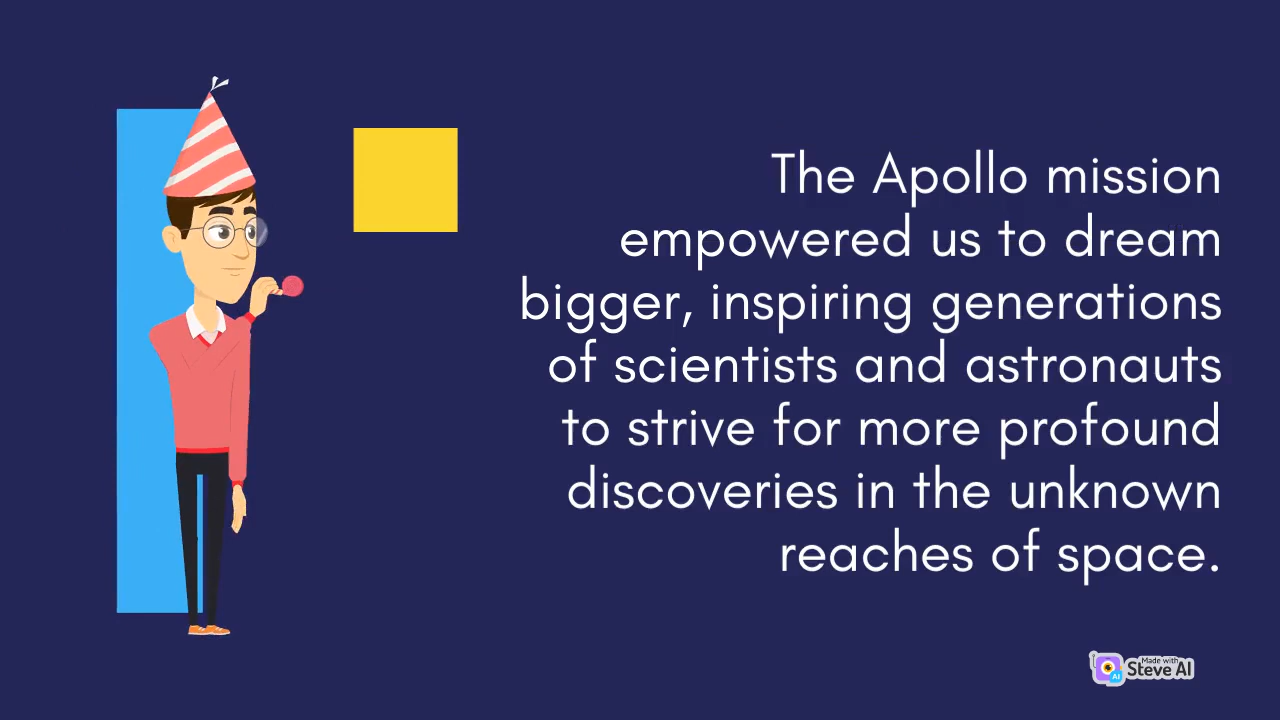 The Apollo mission
empowered us to dream
bigger, inspiring generations
of scientists and astronauts
to strive for more profound
discoveries in the unknown
reaches of space.
Made with
Steve AI
AI